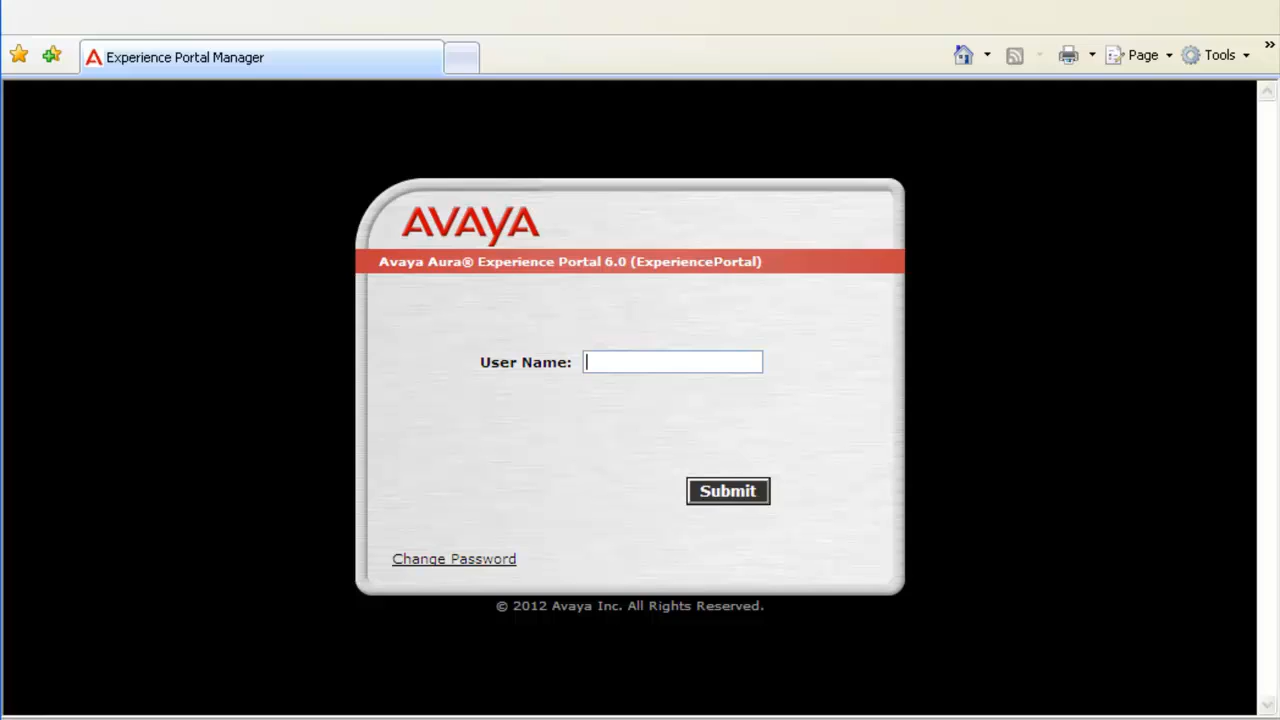 Experience Portal Manager
Page
Tools
»
AVAYA
Avaya Aura® Experience Portal 6.0 (ExperiencePortal)
User Name:
Submit
Change Password
© 2012 Avaya Inc. All Rights Reserved.